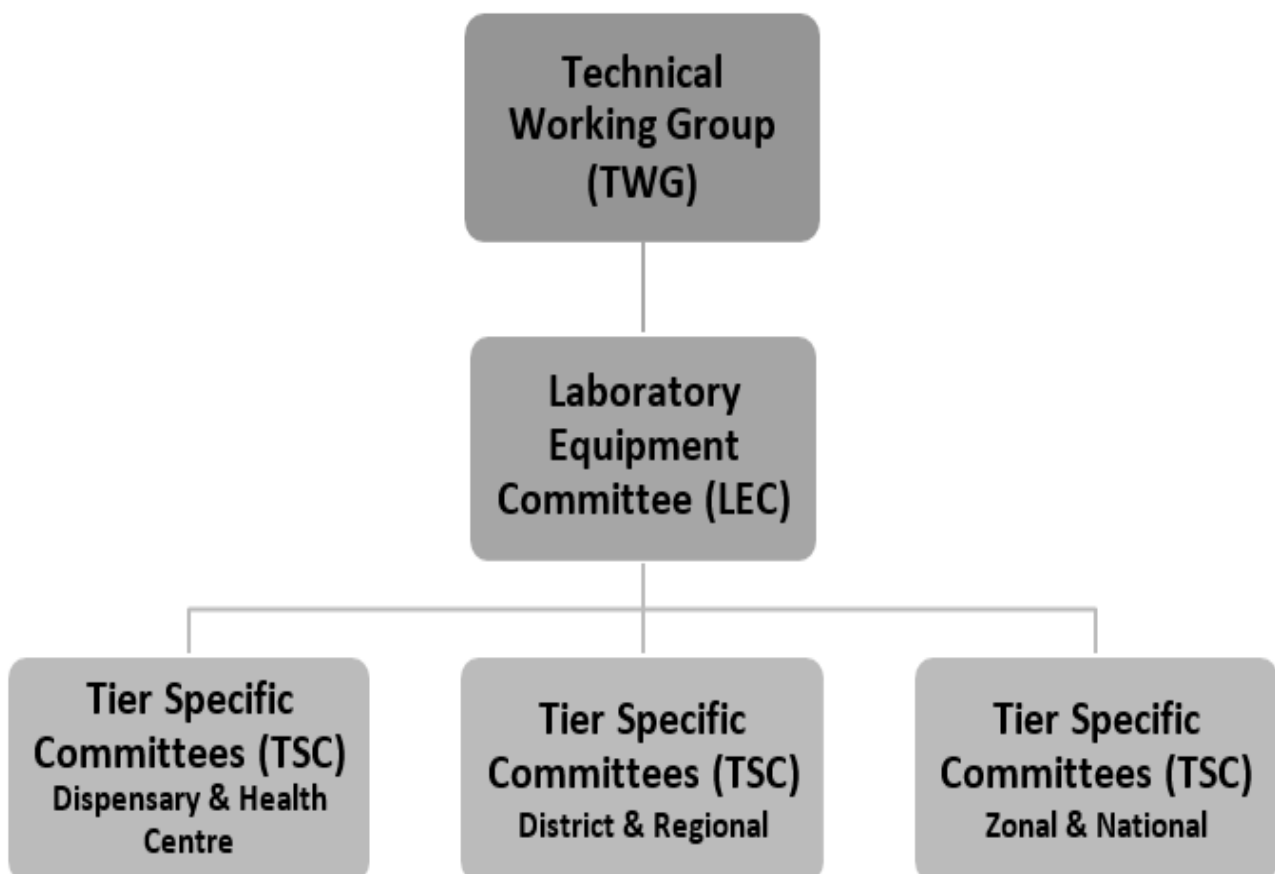 Technical
Working Group
(TWG)
Laboratory
Equipment
Committee (LEC)
Tier Specific
Committees (TSC)
Dispensary & Health
Centre
Tier Specific
Committees (TSC)
District & Regional
Tier Specific
Committees (TSC)
Zonal & National